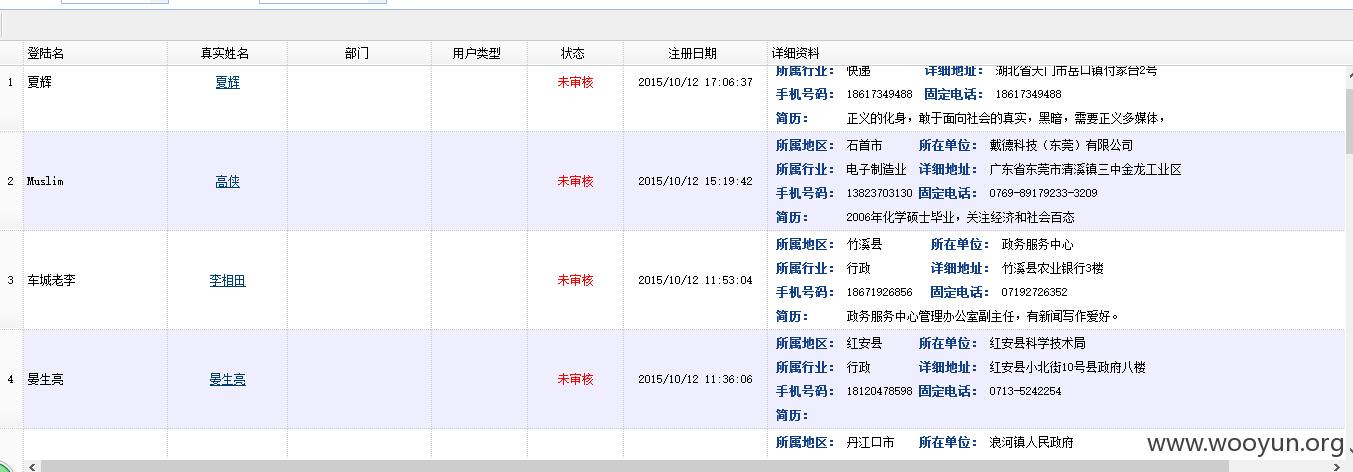 登陆名 真实姓名 部门 用户类型 状态 注册日期 详细资料
所属行业： 快递 详细地址： 湖北省天门市岳口镇付家台2号
1 夏辉 夏辉 未审核 2015/10/12 17:06:37
手机号码： 18617349488 固定电话： 18617349488
简历： 正义的化身，敢于面向社会的真实，黑暗，需要正义多媒体，
所属地区： 石首市 所在单位： 戴德科技（东莞）有限公司
所属行业： 电子制造业 详细地址： 广东省东莞市清溪镇三中金龙工业区
2 Muslim 高侠 未审核 2015/10/12 15:19:42
手机号码： 13823703130 固定电话： 0769-89179233-3209
简历： 2006年化学硕士毕业，关注经济和社会百态
所属地区： 竹溪县 所在单位： 政务服务中心
所属行业： 行政 详细地址： 竹溪县农业银行3楼
3 车城老李 李相田 未审核 2015/10/12 11:53:04
手机号码： 18671926856 固定电话： 07192726352
简历： 政务服务中心管理办公室副主任，有新闻写作爱好。
所属地区： 红安县 所在单位： 红安县科学技术局
所属行业： 行政 详细地址： 红安县小北街10号县政府八楼
4 晏生亮 晏生亮 未审核 2015/10/12 11:36:06
手机号码： 18120478598 固定电话： 0713-5242254
简历：
所属地区： 丹江口市 所在单位： 浪河镇人民政府
www.wooyun.org